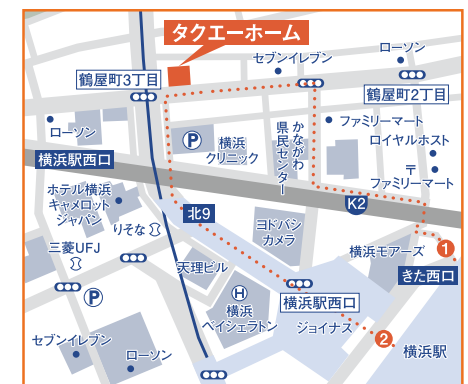 タクエーホーム
セブンイレブン
ローソン
鶴屋町3丁目
鶴屋町2丁目
ローソン
P
横浜
クリニック
かながわ
県民センター
ファミリーマート
ロイヤルホスト
〒
ファミリーマート
横浜駅西口
K2
ホテル横浜
キャメロット
ジャパン
北9
りそな
ヨドバシ
カメラ
横浜モアーズ
1
きた西口
三菱UFJ
天理ビル
P
H
横浜
ベイシェラトン
横浜駅西口
ジョイナス
2
横浜駅
セブンイレブン
ローソン